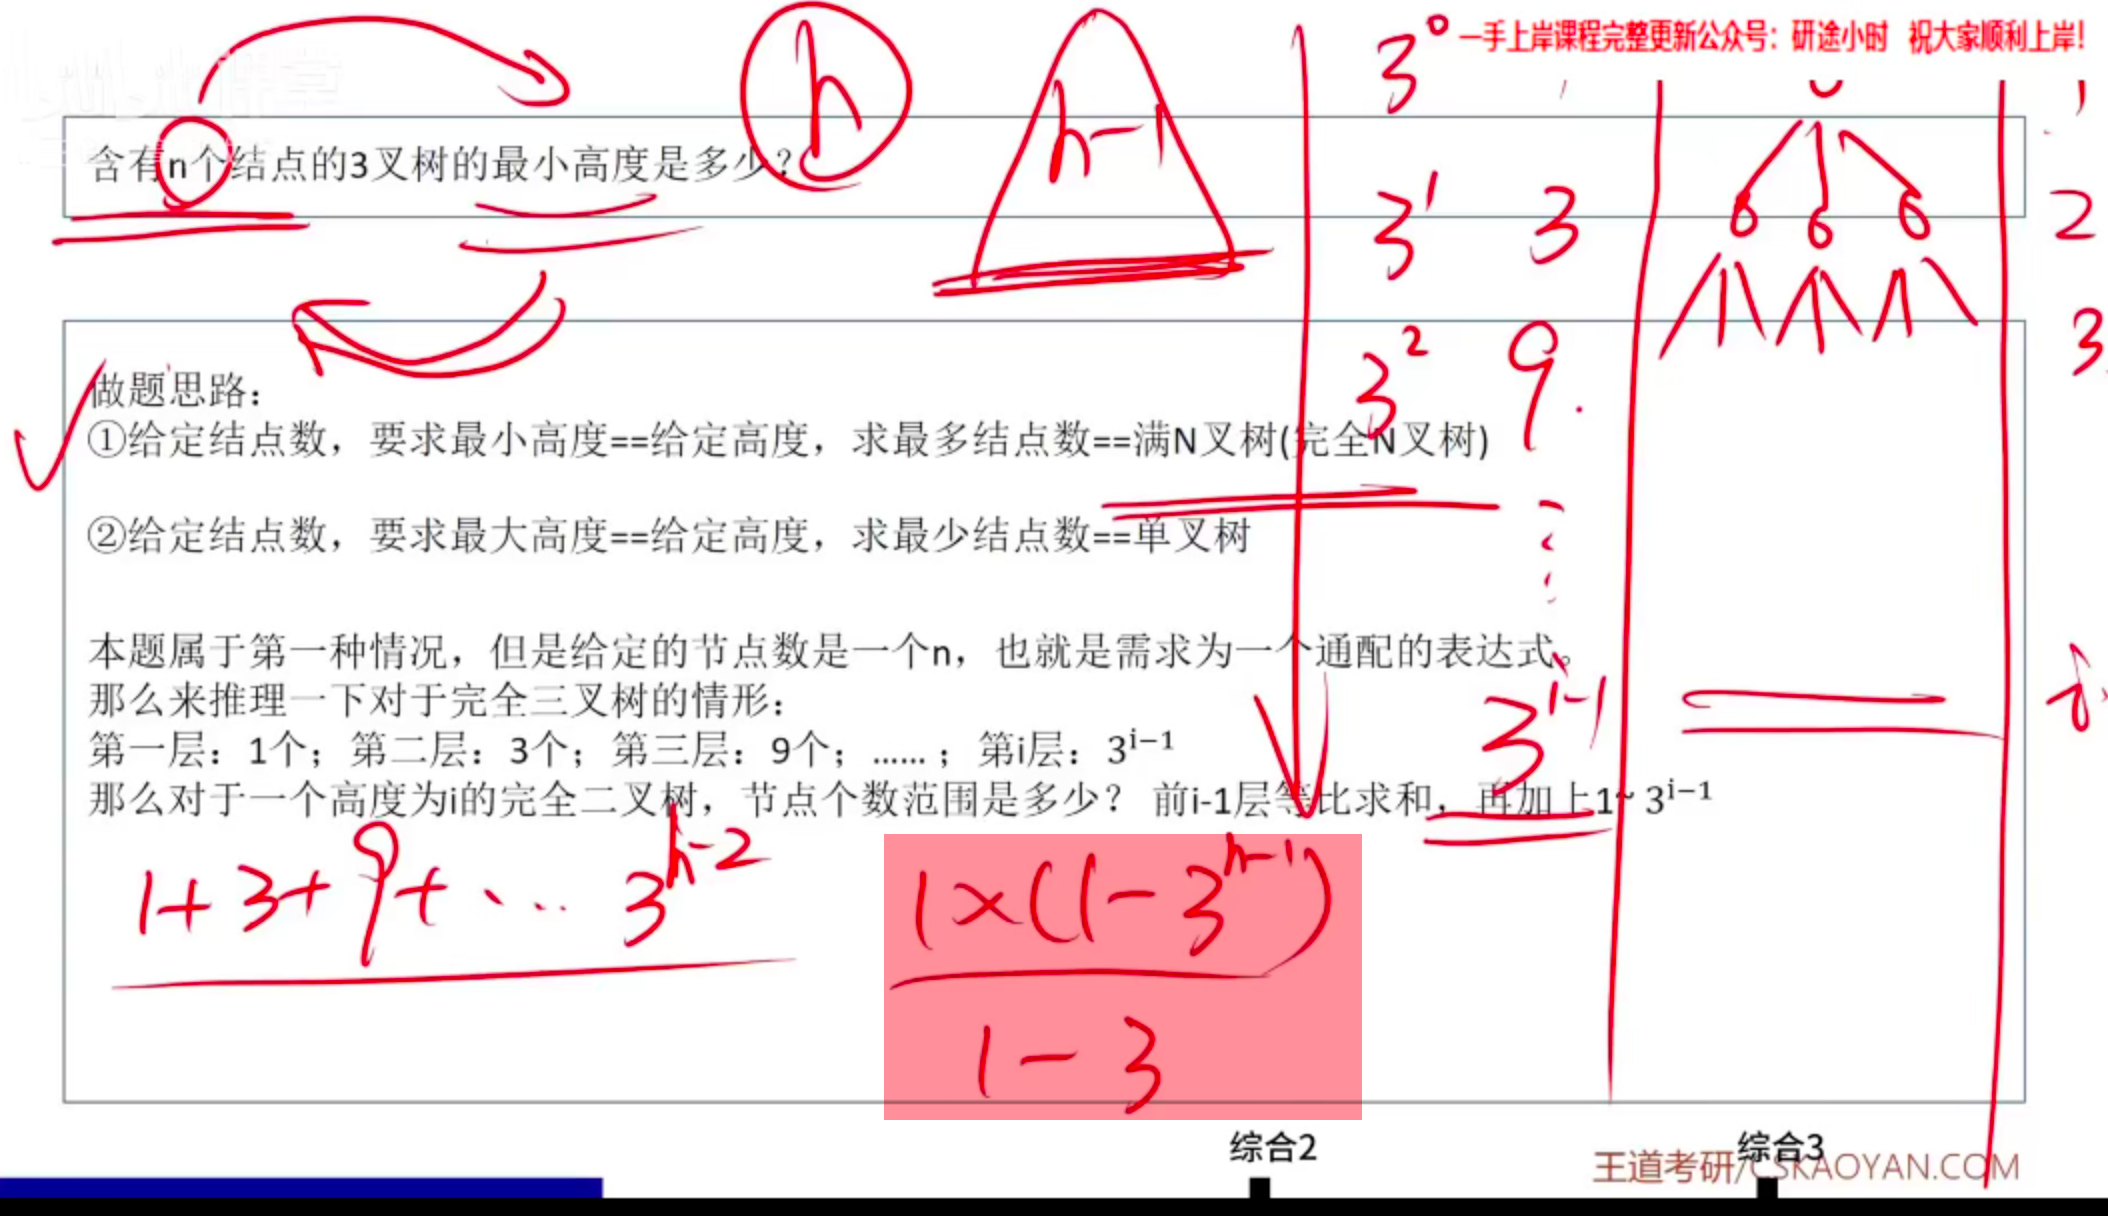 3⁰ 一手上岸课程完整更新公众号：研途小时 祝大家顺利上岸！
h
h-1
1
含有n个结点的3叉树的最小高度是多少？
3¹ 3
2
3² 9
3
做题思路：
①给定结点数，要求最小高度==给定高度，求最多结点数==满N叉树(完全N叉树)
②给定结点数，要求最大高度==给定高度，求最少结点数==单叉树
本题属于第一种情况，但是给定的节点数是一个n，也就是需求为一个通配的表达式。
那么来推理一下对于完全三叉树的情形：
3^{i-1}
第一层：1个；第二层：3个；第三层：9个；……；第i层：3^{i−1}
那么对于一个高度为i的完全二叉树，节点个数范围是多少？ 前i-1层等比求和，再加上1~ 3^{i−1}
1+3+9+ ... 3^{h-2}
1×(1-3^{h-1})
1-3
综合2
综合3
王道考研/CSKAOYAN.COM